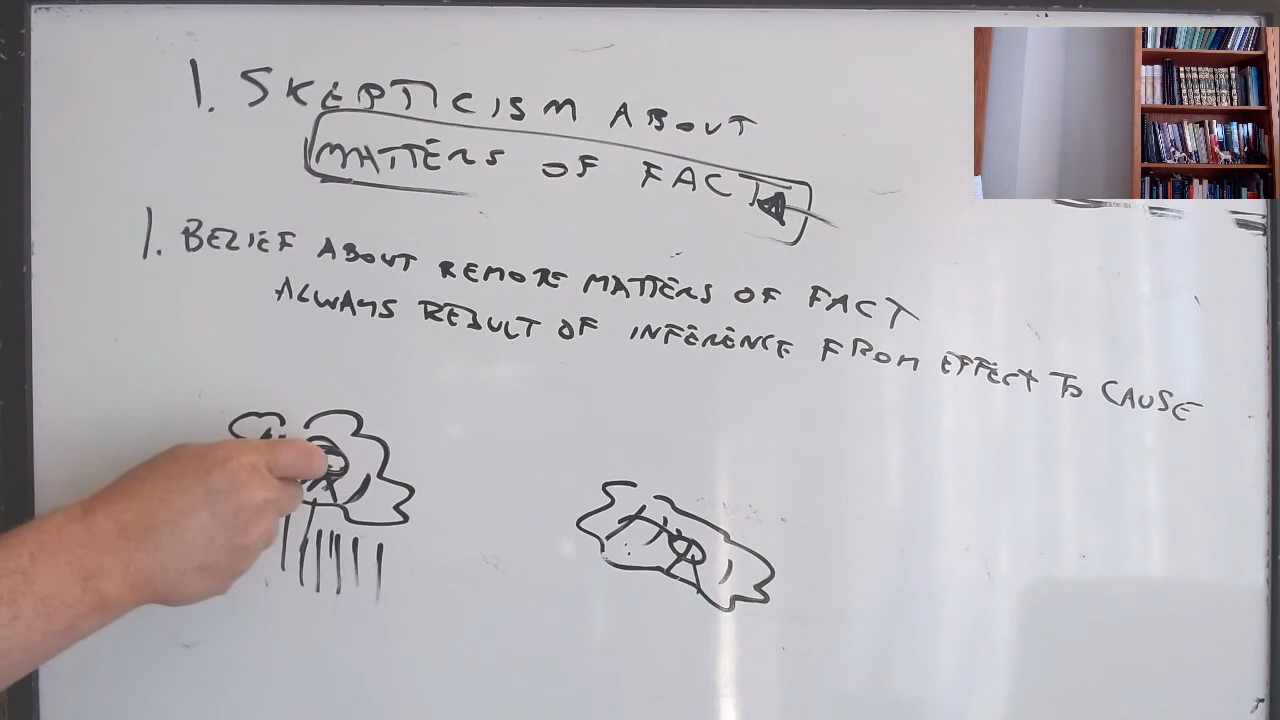 1. SKEPTICISM ABOUT
MATTERS OF FACT
1. BELIEF ABOUT REMOTE MATTERS OF FACT
ALWAYS RESULT OF INFERENCE FROM EFFECT TO CAUSE